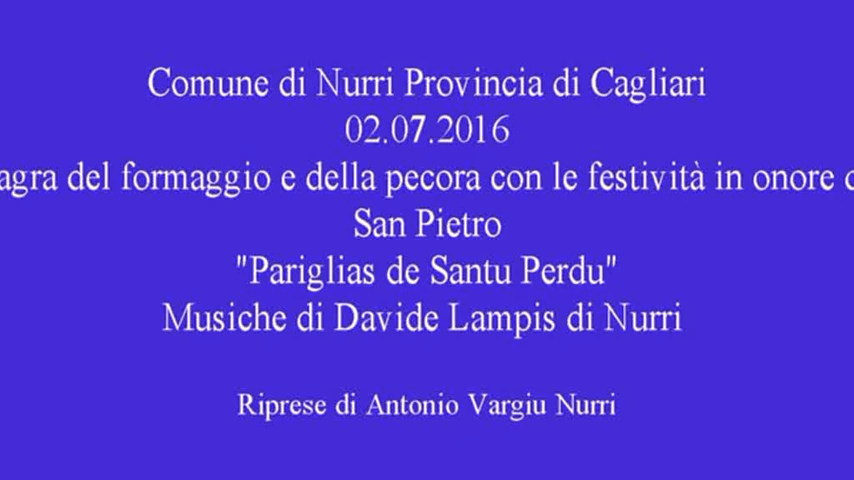 Comune di Nurri Provincia di Cagliari
02.07.2016
agra del formaggio e della pecora con le festività in onore d
San Pietro
"Pariglias de Santu Perdu"
Musiche di Davide Lampis di Nurri
Riprese di Antonio Vargiu Nurri